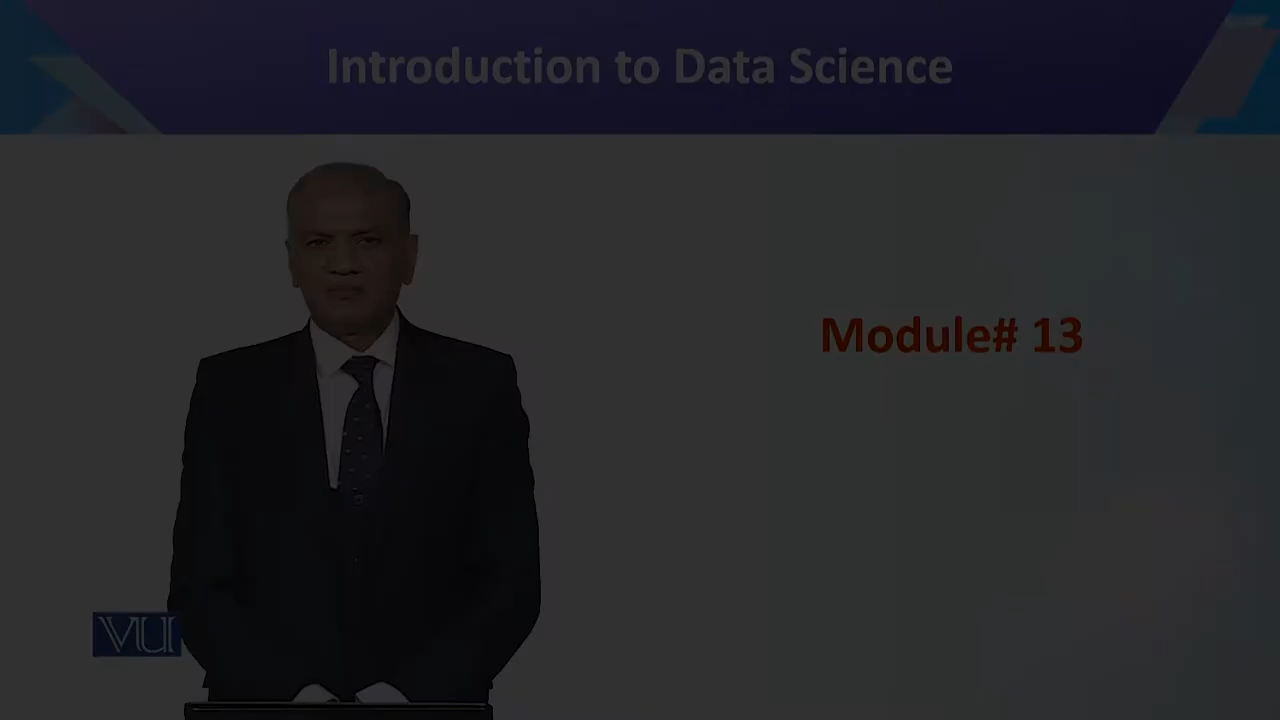 Introduction to Data Science
Module# 13
VU